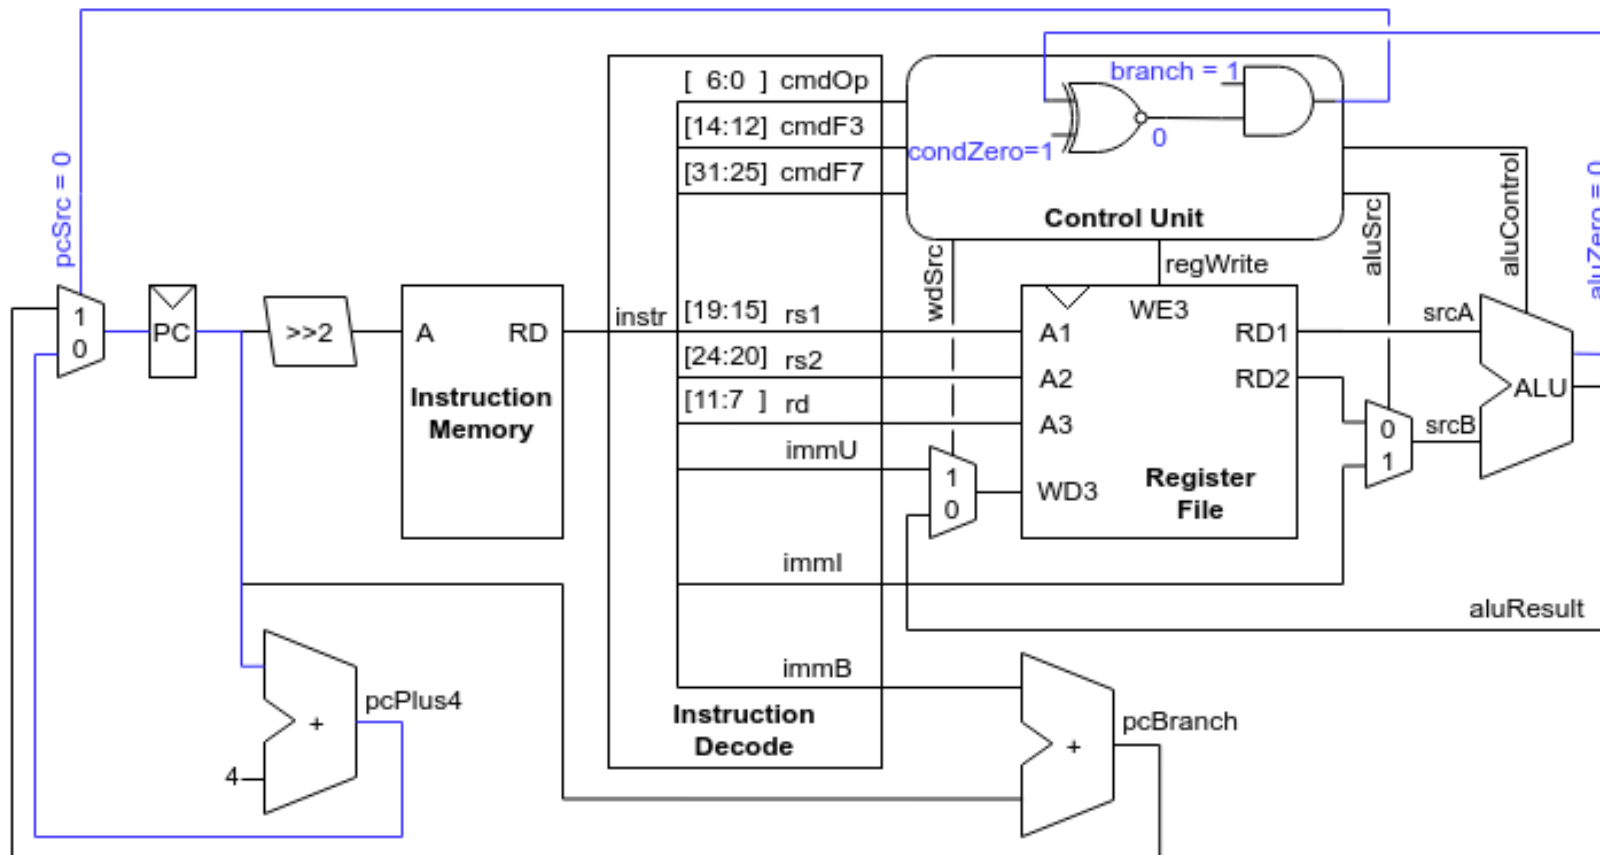 branch = 1
[ 6:0 ] cmdOp
[14:12] cmdF3
condZero=1
0
[31:25] cmdF7
pcSrc = 0
aluControl
aluZero = 0
Control Unit
aluSrc
wdSrc
regWrite
1
0
PC
>>2
A
RD
Instruction
Memory
instr
[19:15] rs1
[24:20] rs2
[11:7 ] rd
immU
1
0
WE3
A1
RD1
A2
RD2
A3
WD3
Register
File
srcA
ALU
0
1
srcB
immI
aluResult
immB
pcPlus4
+
4
Instruction
Decode
pcBranch
+